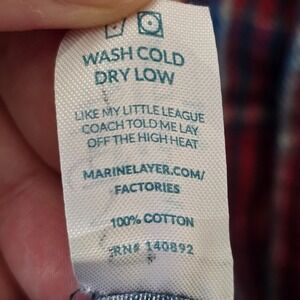 WASH COLD
DRY LOW
LIKE MY LITTLE LEAGUE
COACH TOLD ME LAY
OFF THE HIGH HEAT
MARINELAYER.COM/
FACTORIES
100% COTTON
RN# 140892